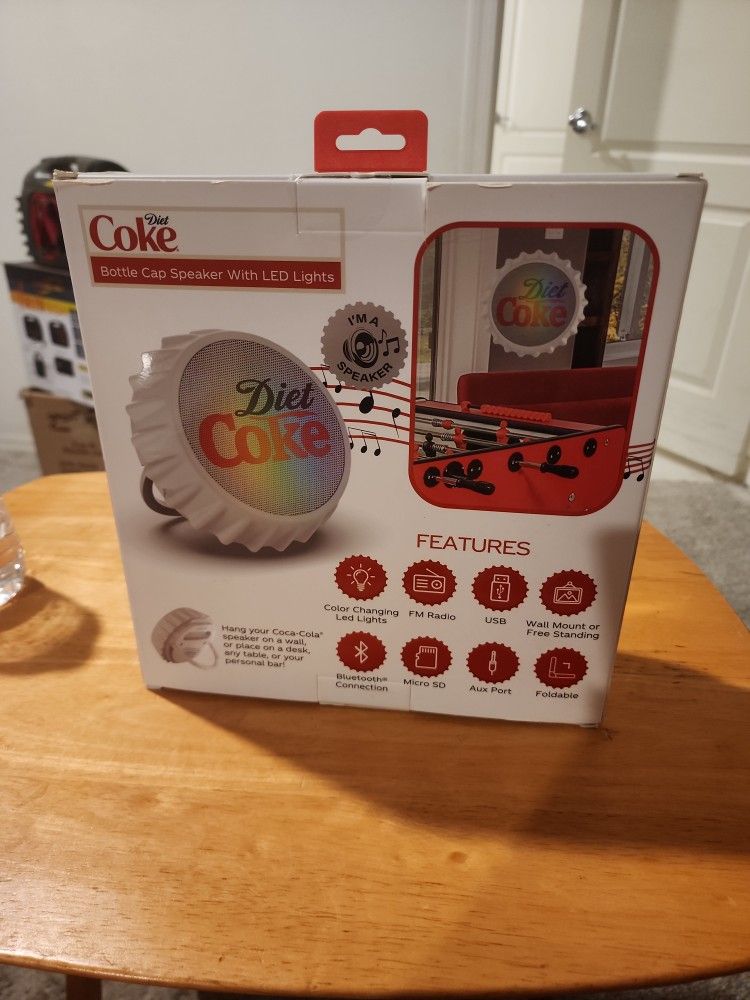 Diet
Coke
Bottle Cap Speaker With LED Lights
I'M A
SPEAKER
Diet
Coke
Diet
Coke
FEATURES
Color Changing
Led Lights
FM Radio
USB
Wall Mount or
Free Standing
Hang your Coca-Cola®
speaker on a wall,
or place on a desk,
any table, or your
personal bar!
Bluetooth®
Connection
Micro SD
Aux Port
Foldable